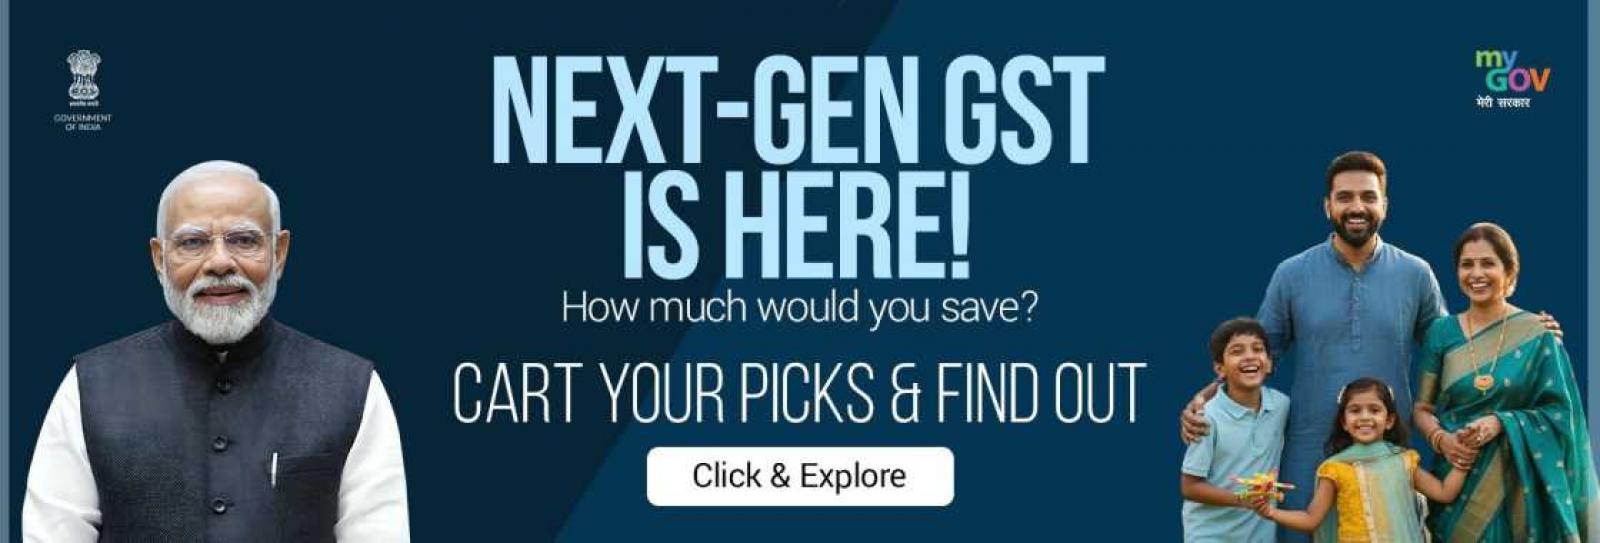 सत्यमेव जयते
GOVERNMENT
OF INDIA
my
GOV
मेरी सरकार
NEXT-GEN GST
IS HERE!
How much would you save?
CART YOUR PICKS & FIND OUT
Click & Explore